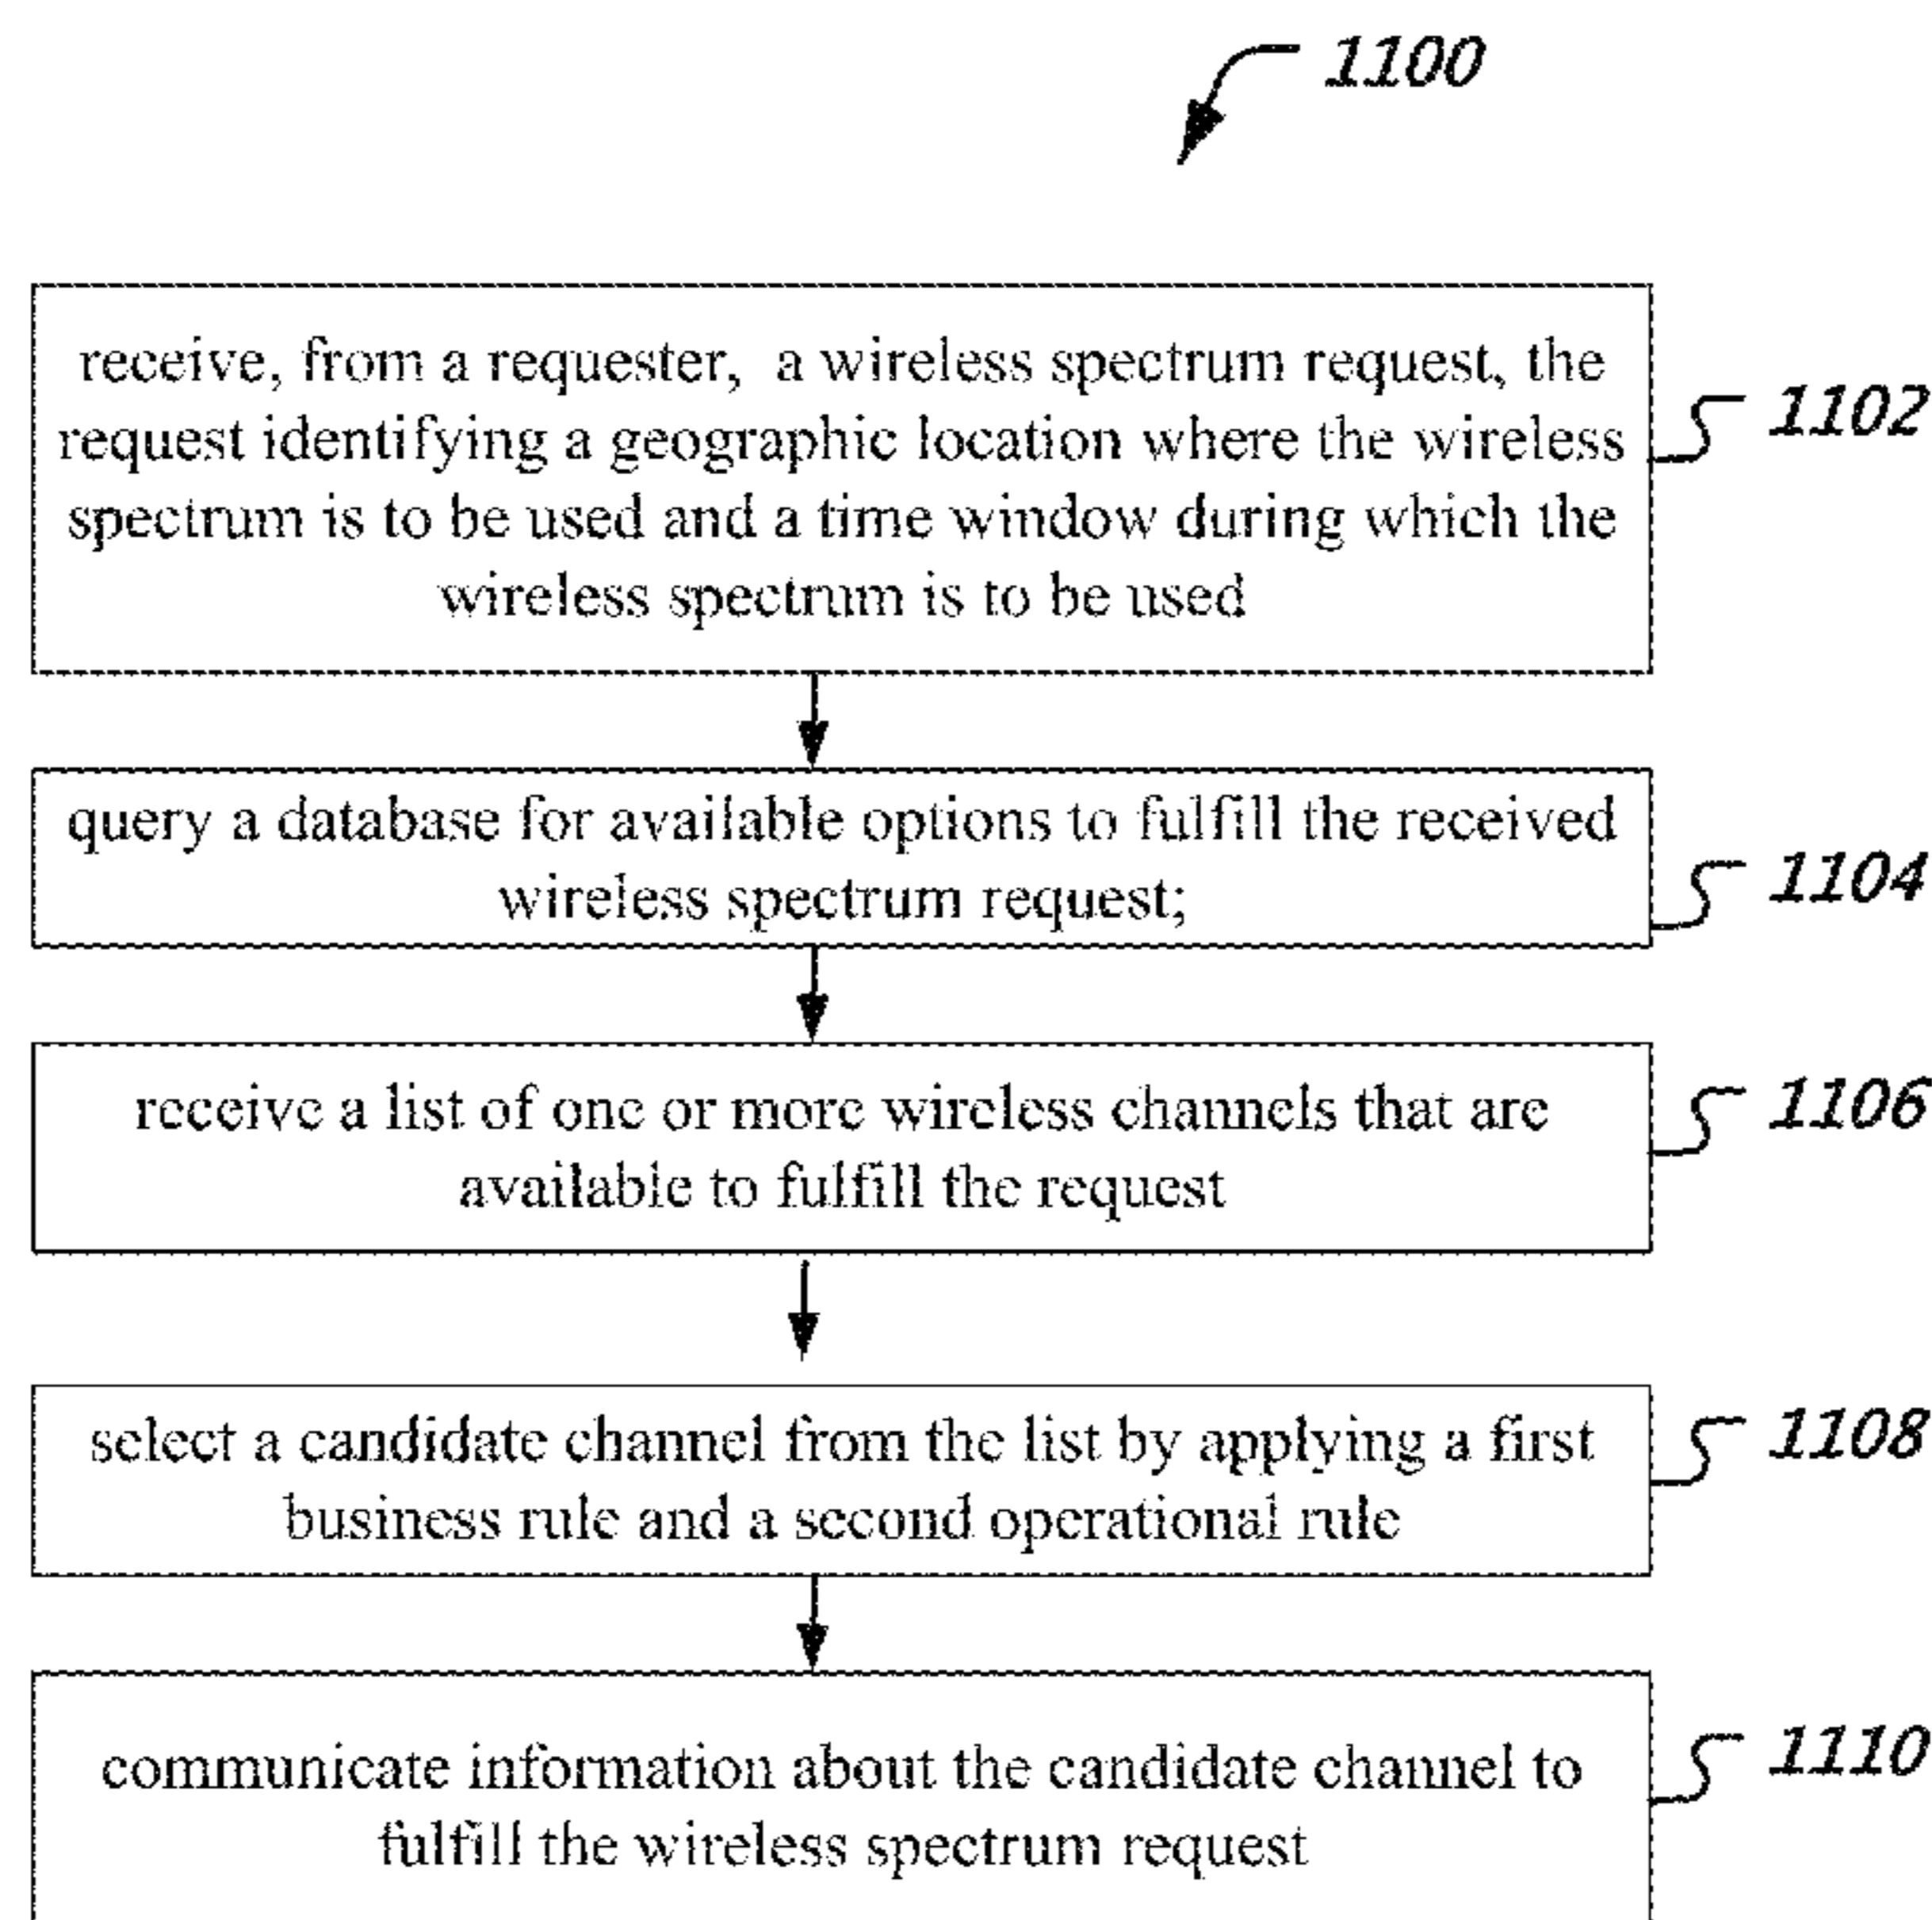 1100
receive, from a requester, a wireless spectrum request, the
request identifying a geographic location where the wireless
spectrum is to be used and a time window during which the
wireless spectrum is to be used
1102
query a database for available options to fulfill the received
wireless spectrum request;
1104
receive a list of one or more wireless channels that are
available to fulfill the request
1106
select a candidate channel from the list by applying a first
business rule and a second operational rule
1108
communicate information about the candidate channel to
fulfill the wireless spectrum request
1110